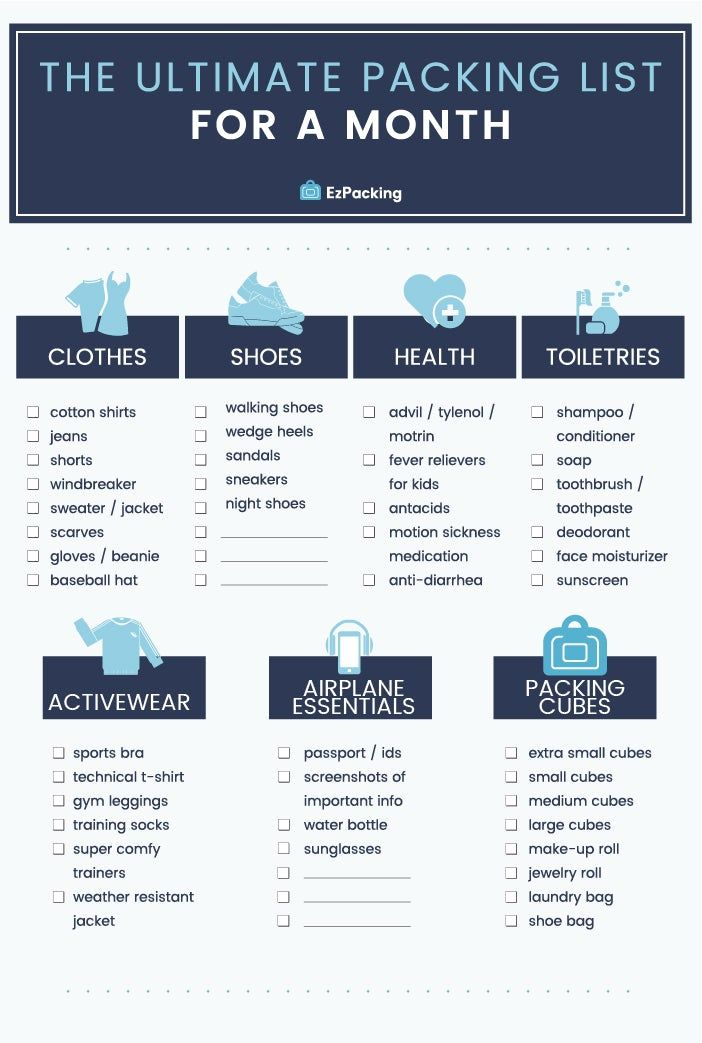 THE ULTIMATE PACKING LIST
FOR A MONTH
EzPacking
CLOTHES
cotton shirts
jeans
shorts
windbreaker
sweater / jacket
scarves
gloves / beanie
baseball hat
SHOES
walking shoes
wedge heels
sandals
sneakers
night shoes
HEALTH
advil / tylenol /
motrin
fever relievers
for kids
antacids
motion sickness
medication
anti-diarrhea
TOILETRIES
shampoo /
conditioner
soap
toothbrush /
toothpaste
deodorant
face moisturizer
sunscreen
ACTIVEWEAR
sports bra
technical t-shirt
gym leggings
training socks
super comfy
trainers
weather resistant
jacket
AIRPLANE
ESSENTIALS
passport / ids
screenshots of
important info
water bottle
sunglasses
PACKING
CUBES
extra small cubes
small cubes
medium cubes
large cubes
make-up roll
jewelry roll
laundry bag
shoe bag